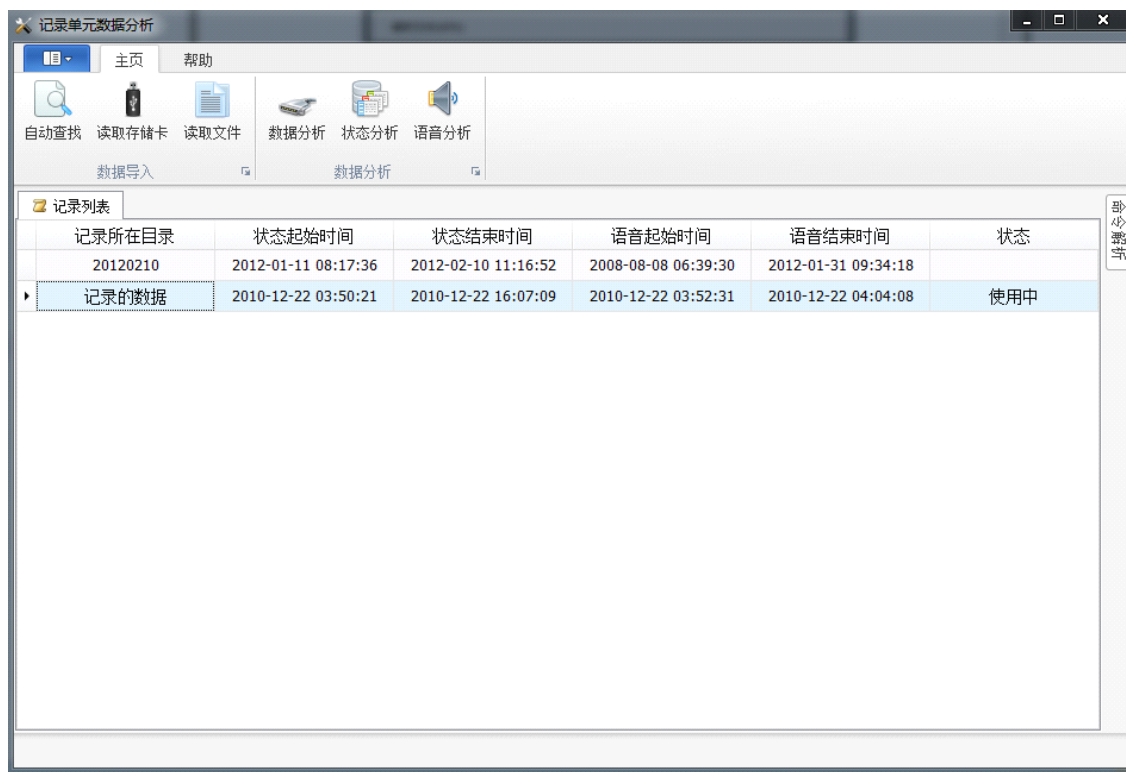 记录单元数据分析
主页 帮助
自动查找 读取存储卡 读取文件 数据分析 状态分析 语音分析
数据导入 数据分析
记录列表
记录所在目录 状态起始时间 状态结束时间 语音起始时间 语音结束时间 状态
20120210 2012-01-11 08:17:36 2012-02-10 11:16:52 2008-08-08 06:39:30 2012-01-31 09:34:18
记录的数据 2010-12-22 03:50:21 2010-12-22 16:07:09 2010-12-22 03:52:31 2010-12-22 04:04:08 使用中
命令解析